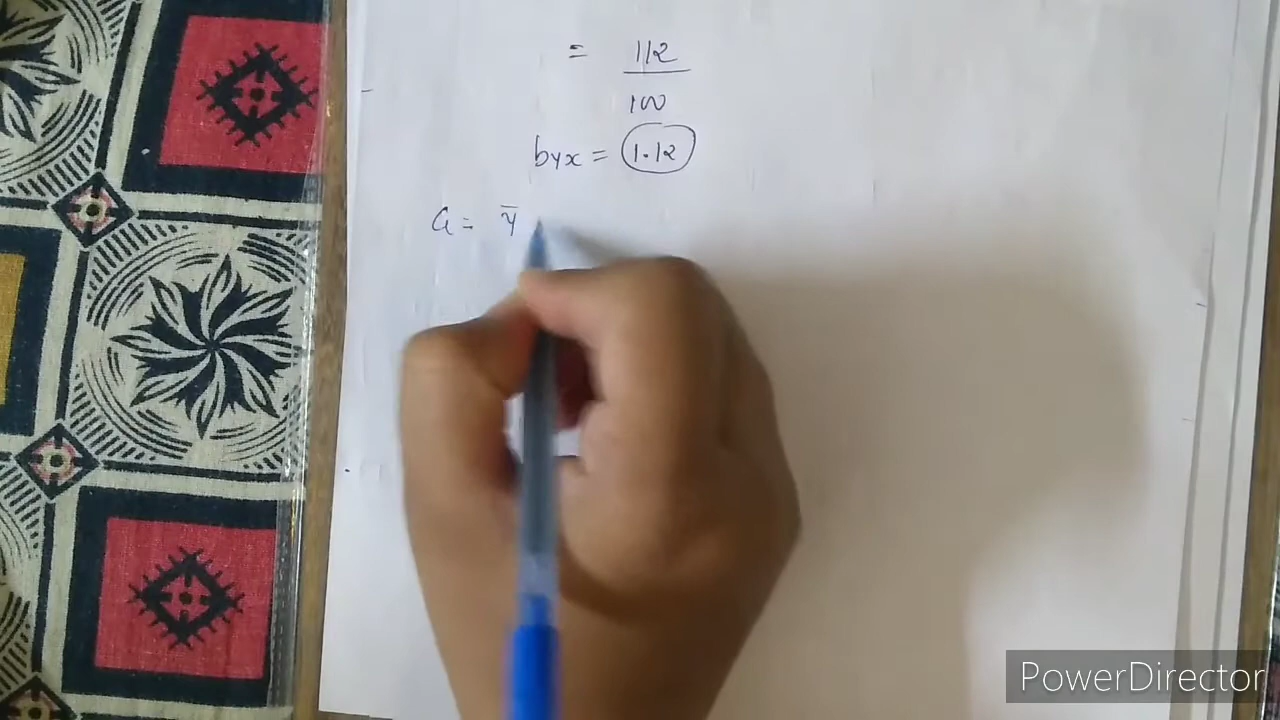 = 112
100
byx = 1.12
a = ȳ
PowerDirector